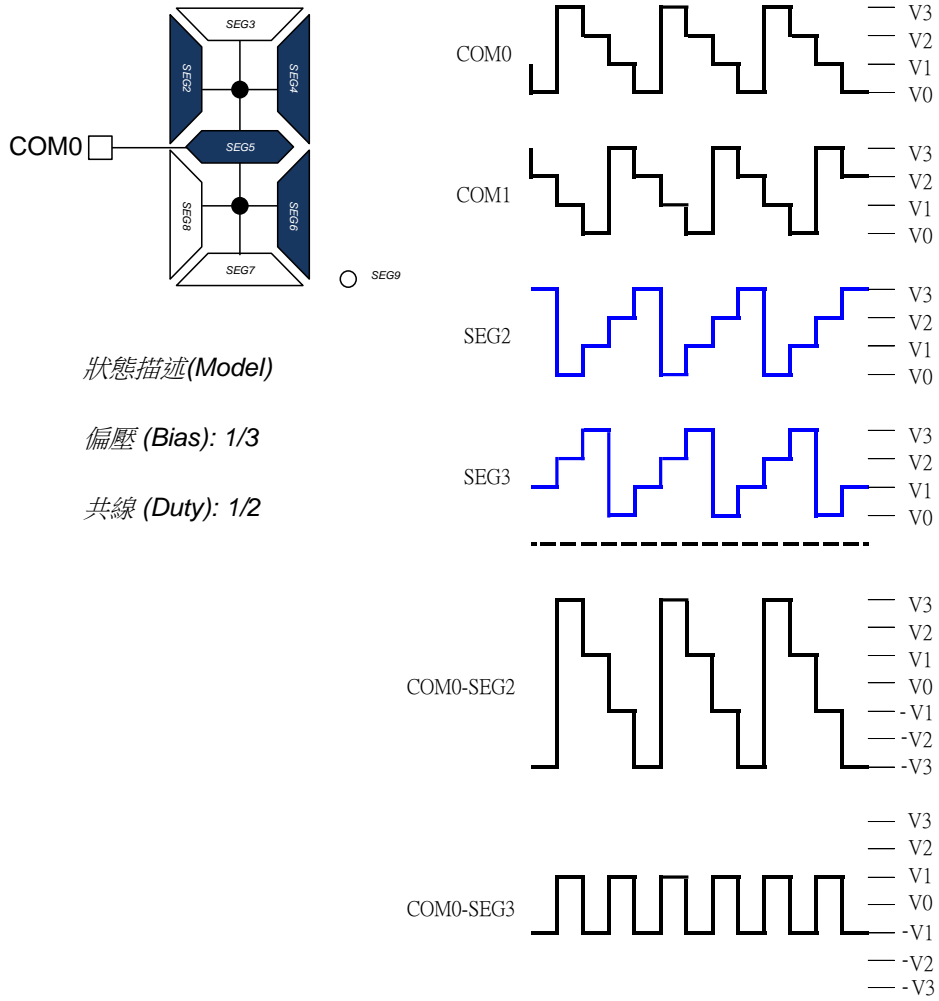 SEG3
SEG2
SEG4
COM0
SEG5
SEG8
SEG6
SEG7
SEG9
狀態描述(Model)
偏壓 (Bias): 1/3
共線 (Duty): 1/2
COM0
V3
V2
V1
V0
COM1
V3
V2
V1
V0
SEG2
V3
V2
V1
V0
SEG3
V3
V2
V1
V0
COM0-SEG2
V3
V2
V1
V0
-V1
-V2
-V3
COM0-SEG3
V3
V2
V1
V0
-V1
-V2
-V3